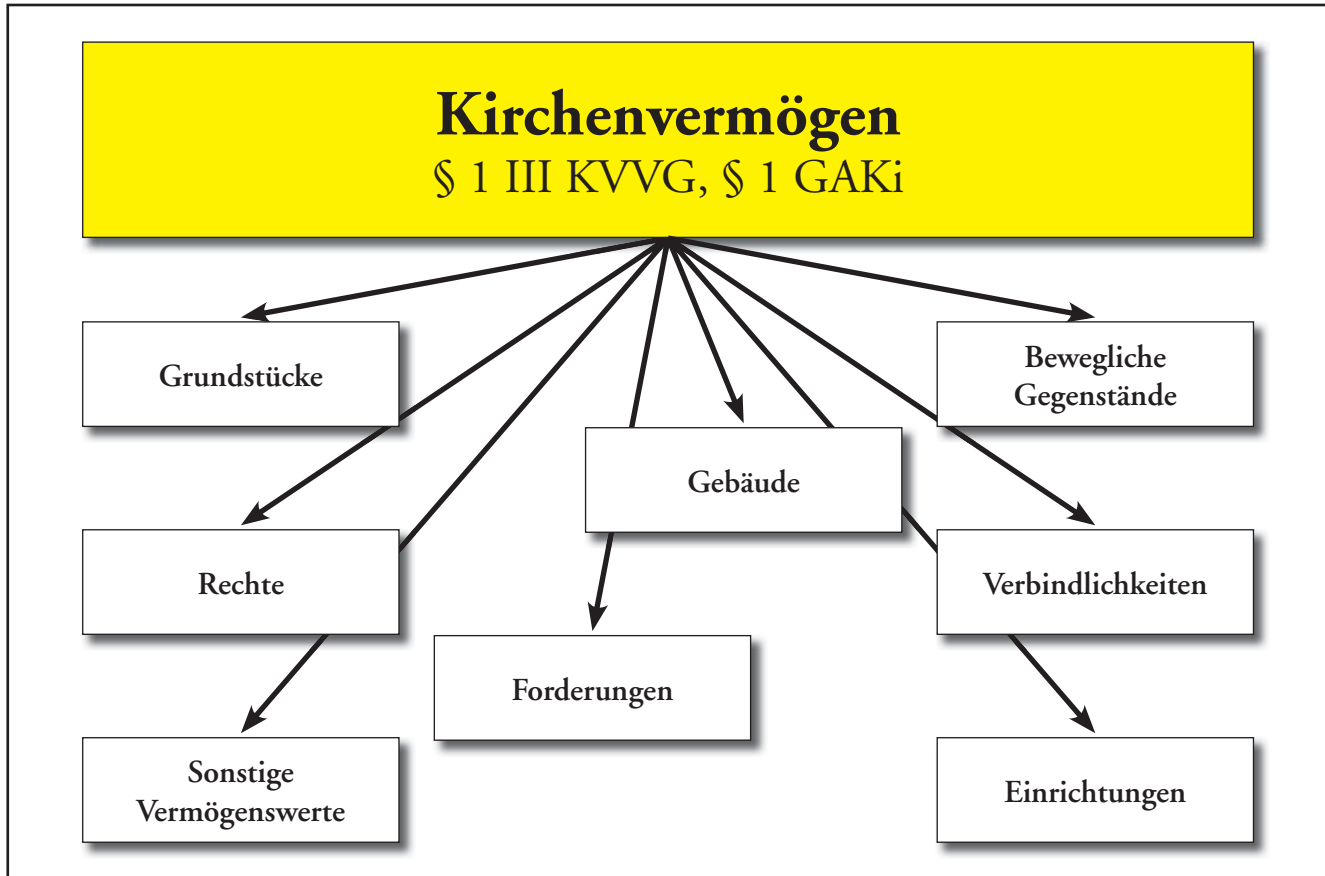 Kirchenvermögen
§ 1 III KVVG, § 1 GAKi
Grundstücke
Bewegliche
Gegenstände
Gebäude
Rechte
Verbindlichkeiten
Forderungen
Sonstige
Vermögenswerte
Einrichtungen